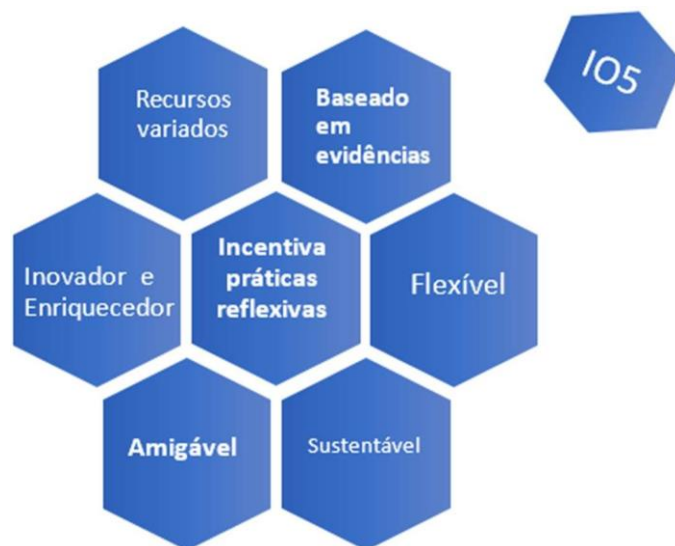 IO5
Recursos
variados
Baseado
em
evidências
Inovador e
Enriquecedor
Incentiva
práticas
reflexivas
Flexível
Amigável
Sustentável